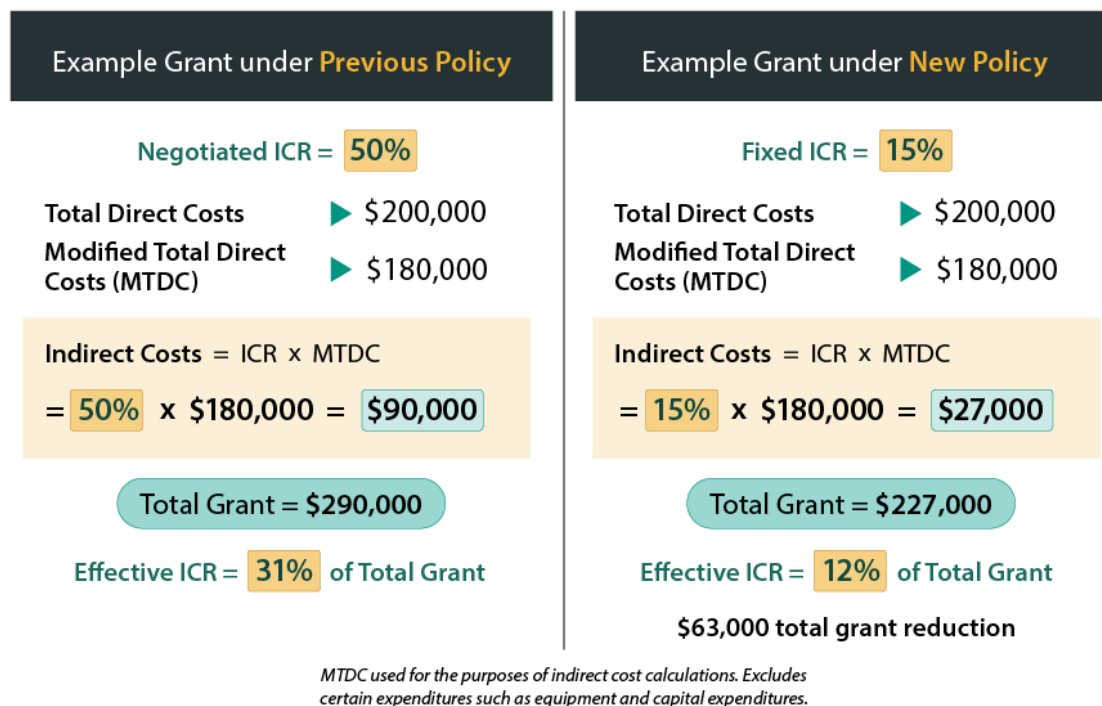 Example Grant under Previous Policy
Negotiated ICR = 50%
Total Direct Costs ▶ $200,000
Modified Total Direct
Costs (MTDC) ▶ $180,000
Indirect Costs = ICR x MTDC
= 50% x $180,000 = $90,000
Total Grant = $290,000
Effective ICR = 31% of Total Grant
Example Grant under New Policy
Fixed ICR = 15%
Total Direct Costs ▶ $200,000
Modified Total Direct
Costs (MTDC) ▶ $180,000
Indirect Costs = ICR x MTDC
= 15% x $180,000 = $27,000
Total Grant = $227,000
Effective ICR = 12% of Total Grant
$63,000 total grant reduction
MTDC used for the purposes of indirect cost calculations. Excludes
certain expenditures such as equipment and capital expenditures.